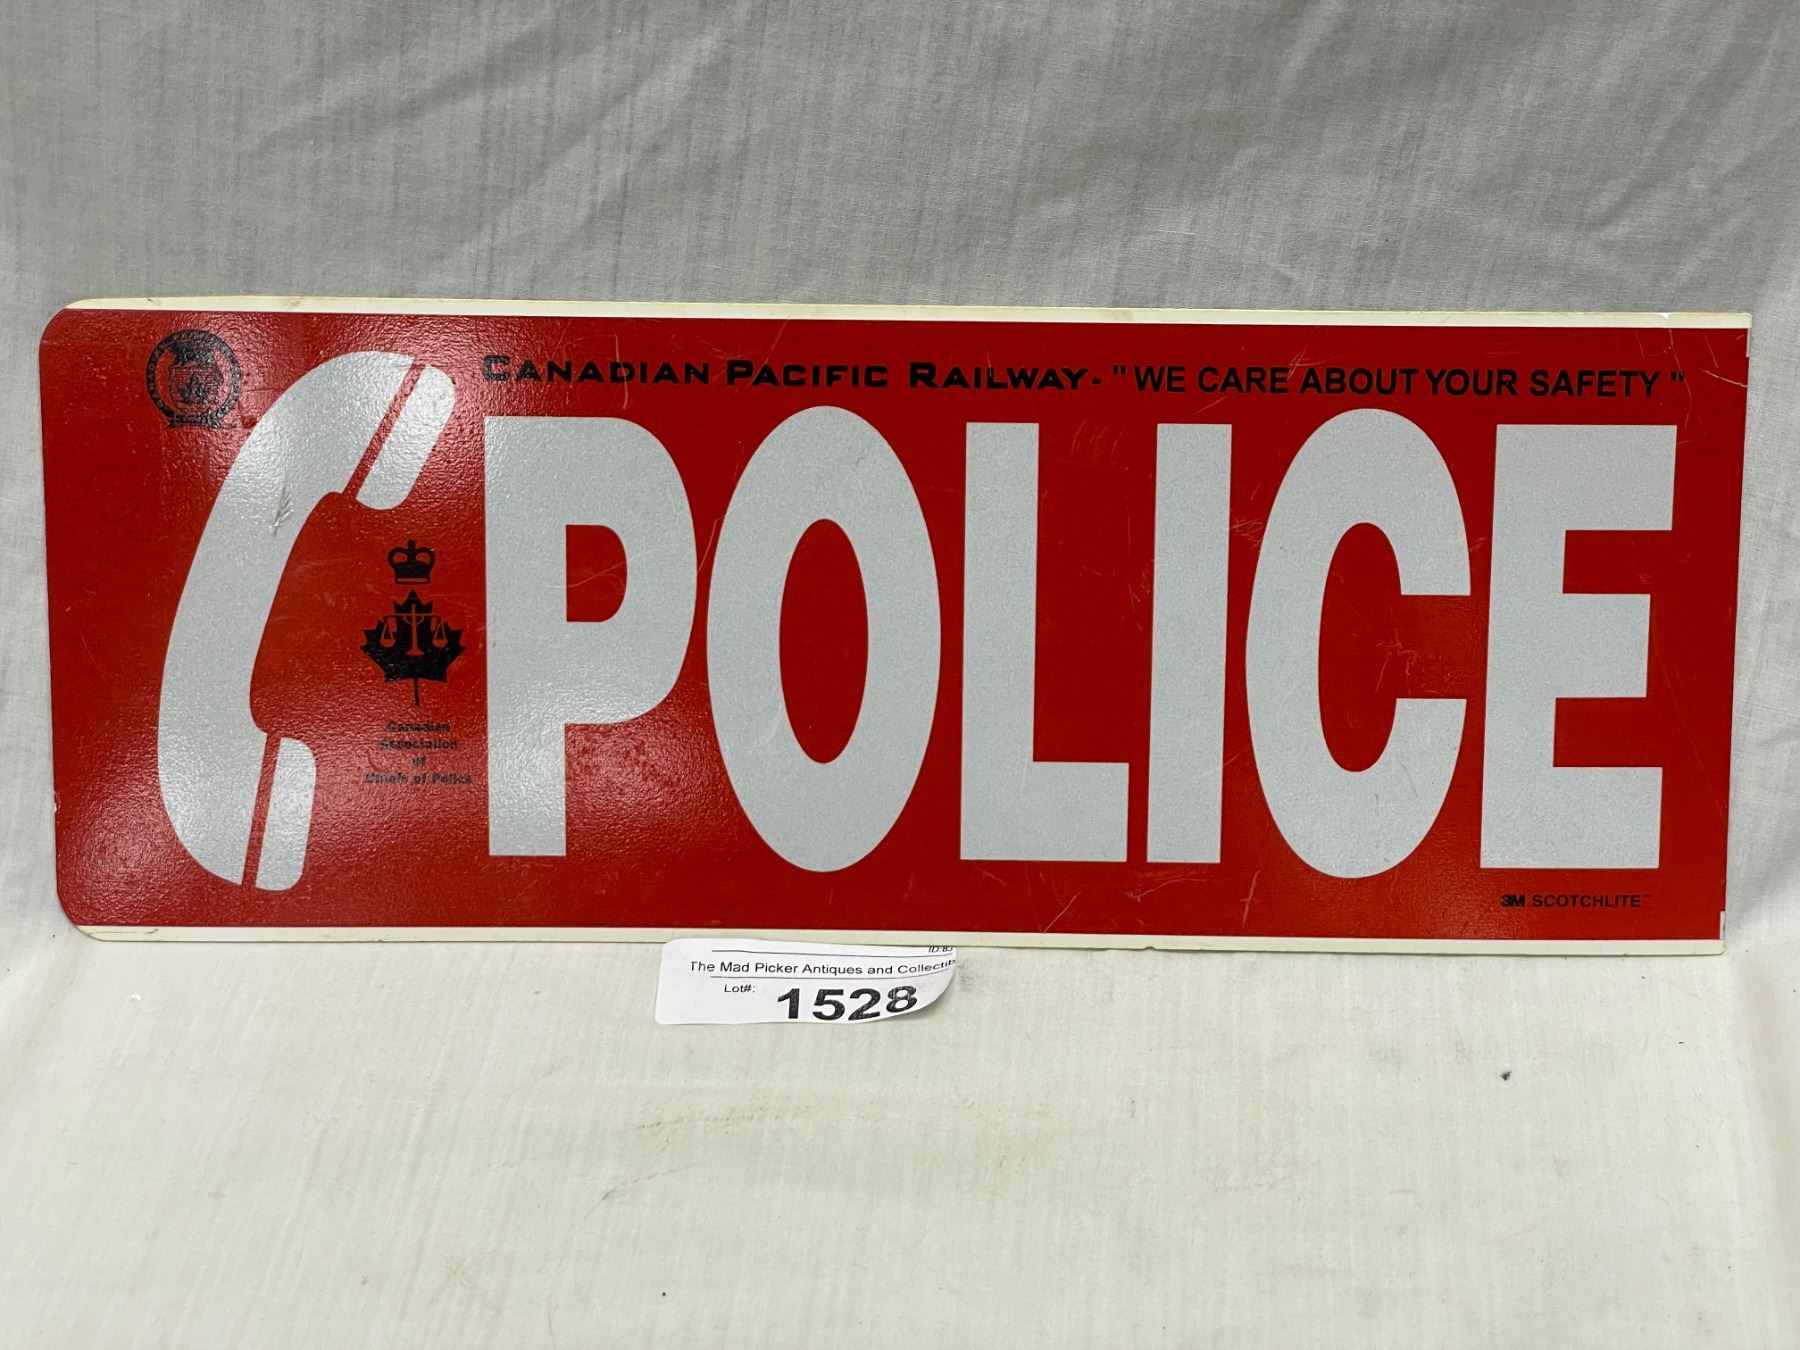 CANADIAN PACIFIC RAILWAY- "WE CARE ABOUT YOUR SAFETY"
POLICE
Canadian
Association
of
Chiefs of Police
3M SCOTCHLITE™
The Mad Picker Antiques and
Lot#: 1528